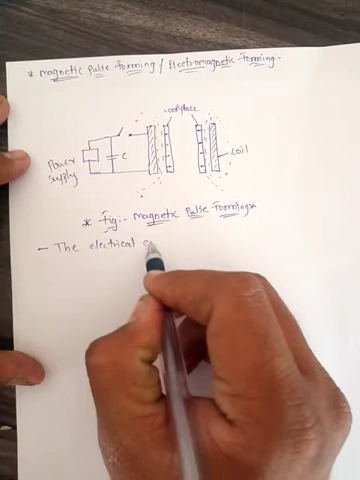 * Magnetic Pulse Forming / Electromagnetic Forming:-
workpiece
Power
supply
C
coil
* fig:- Magnetic Pulse Forming
- The electrical e